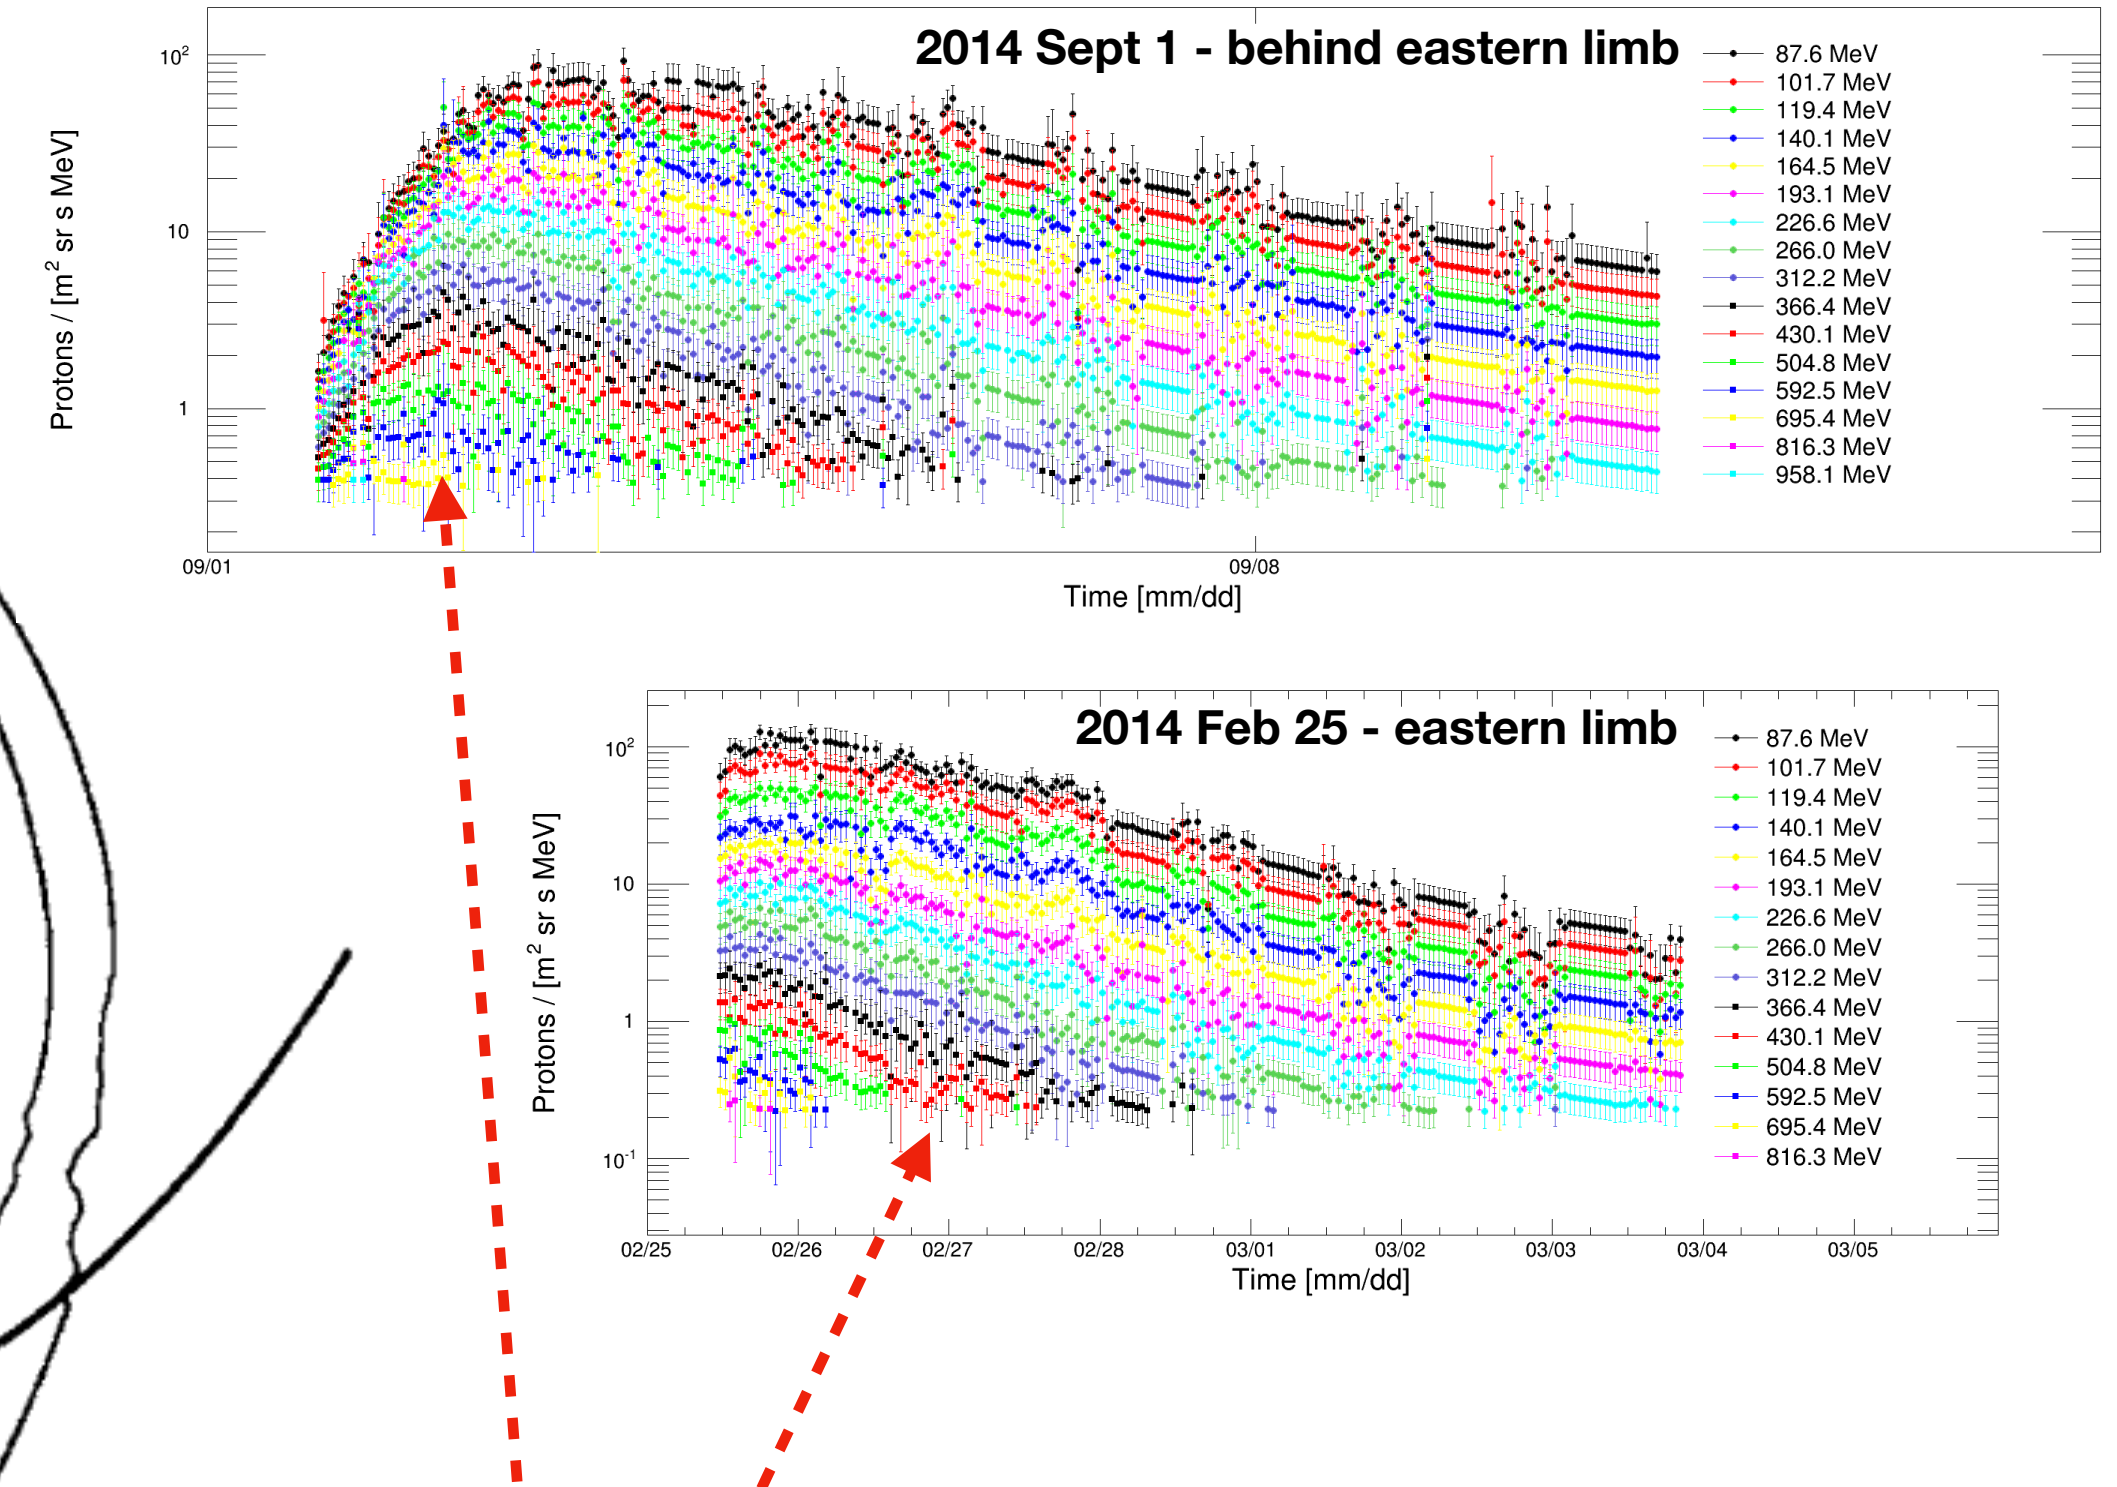 2014 Sept 1 - behind eastern limb
10²
10
1
Protons / [m² sr s MeV]
87.6 MeV
101.7 MeV
119.4 MeV
140.1 MeV
164.5 MeV
193.1 MeV
226.6 MeV
266.0 MeV
312.2 MeV
366.4 MeV
430.1 MeV
504.8 MeV
592.5 MeV
695.4 MeV
816.3 MeV
958.1 MeV
09/01
09/08
Time [mm/dd]
2014 Feb 25 - eastern limb
10²
10
1
10⁻¹
Protons / [m² sr s MeV]
87.6 MeV
101.7 MeV
119.4 MeV
140.1 MeV
164.5 MeV
193.1 MeV
226.6 MeV
266.0 MeV
312.2 MeV
366.4 MeV
430.1 MeV
504.8 MeV
592.5 MeV
695.4 MeV
816.3 MeV
02/25
02/26
02/27
02/28
03/01
03/02
03/03
03/04
03/05
Time [mm/dd]